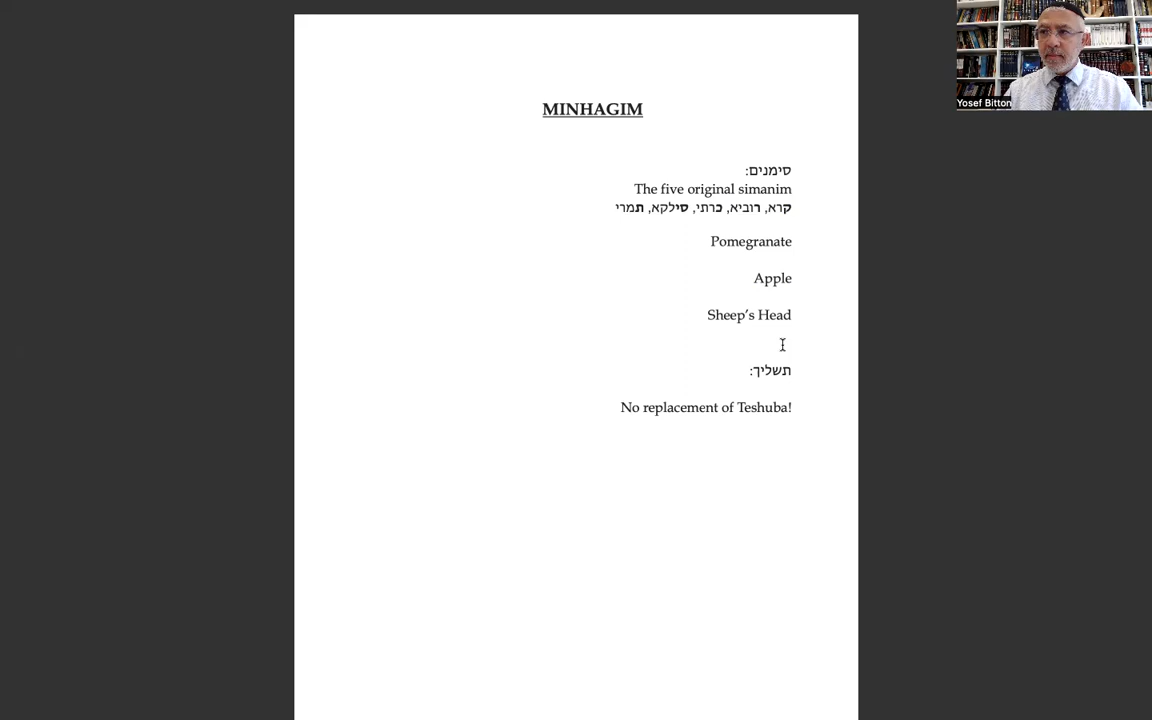 MINHAGIM
סימנים:
The five original simanim
קרא, רוביא, כרתי, סילקא, תמרי
Pomegranate
Apple
Sheep’s Head
תשליך:
No replacement of Teshuba!
Yosef Bitton